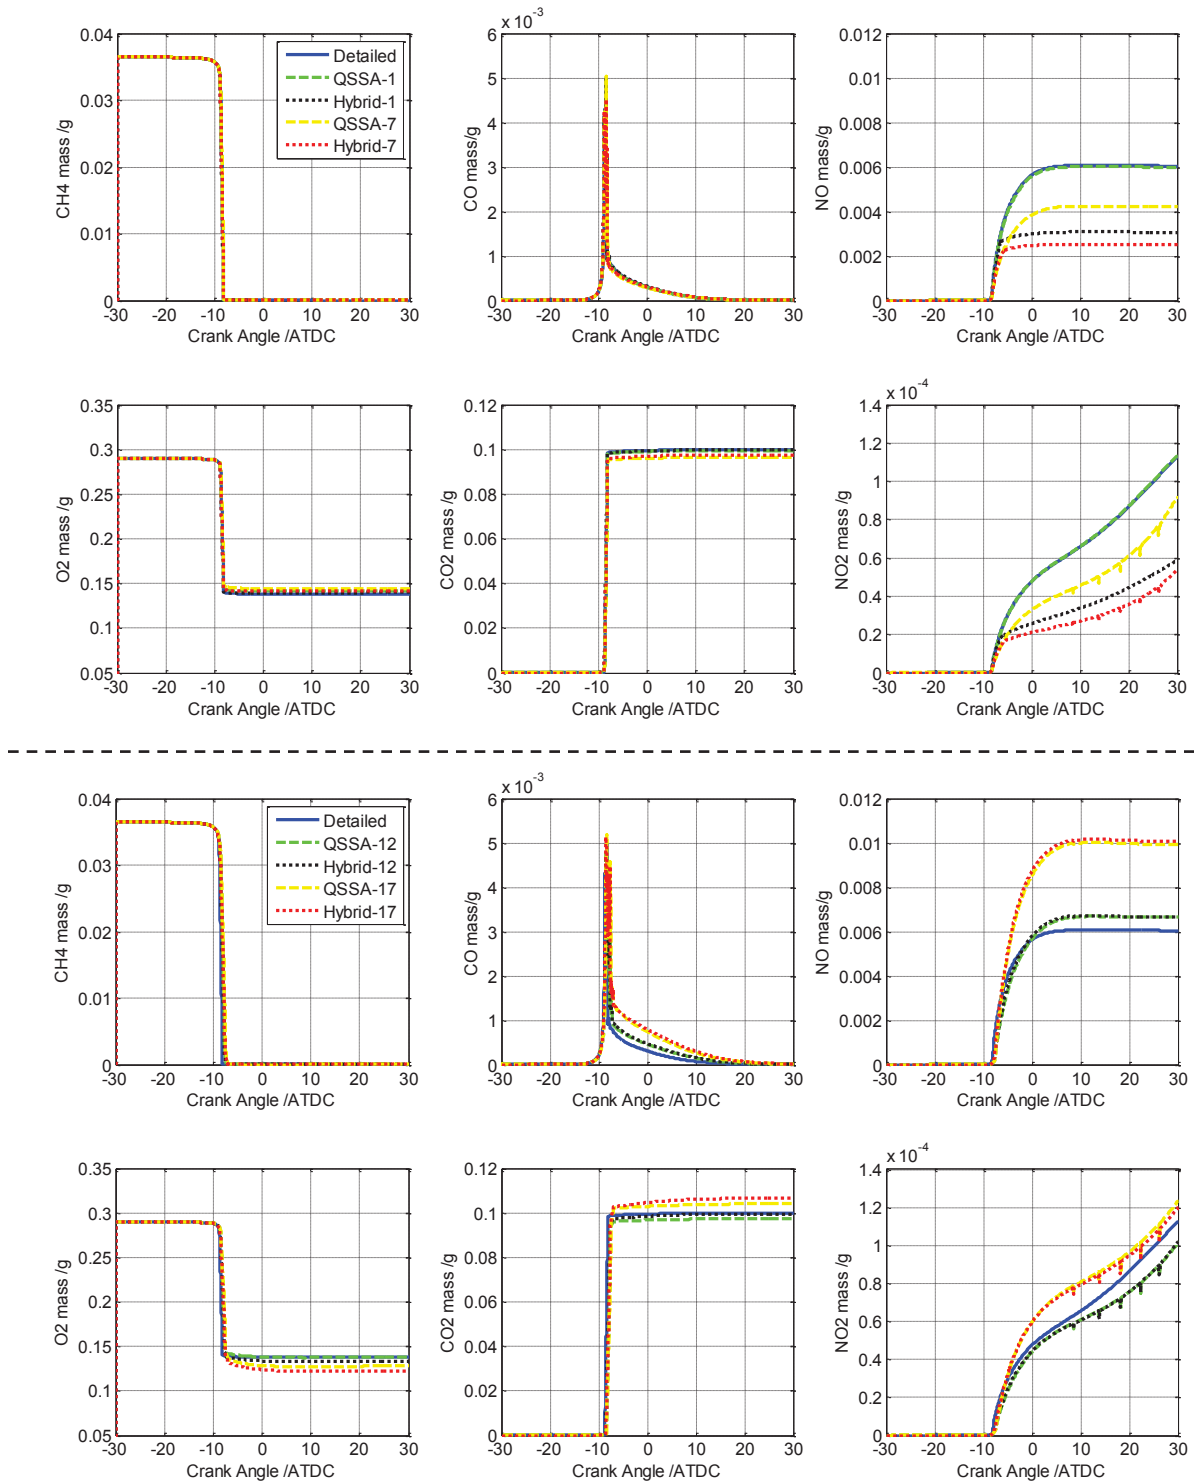 0.04
0.03
0.02
0.01
0
CH4 mass /g
-30 -20 -10 0 10 20 30
Crank Angle /ATDC
Detailed
QSSA-1
Hybrid-1
QSSA-7
Hybrid-7
x 10-3
6
5
4
3
2
1
0
CO mass/g
-30 -20 -10 0 10 20 30
Crank Angle /ATDC
0.012
0.01
0.008
0.006
0.004
0.002
0
NO mass/g
-30 -20 -10 0 10 20 30
Crank Angle /ATDC
0.35
0.3
0.25
0.2
0.15
0.1
0.05
O2 mass /g
-30 -20 -10 0 10 20 30
Crank Angle /ATDC
0.12
0.1
0.08
0.06
0.04
0.02
0
CO2 mass /g
-30 -20 -10 0 10 20 30
Crank Angle /ATDC
x 10-4
1.4
1.2
1
0.8
0.6
0.4
0.2
0
NO2 mass/g
-30 -20 -10 0 10 20 30
Crank Angle /ATDC
0.04
0.03
0.02
0.01
0
CH4 mass /g
-30 -20 -10 0 10 20 30
Crank Angle /ATDC
Detailed
QSSA-12
Hybrid-12
QSSA-17
Hybrid-17
x 10-3
6
5
4
3
2
1
0
CO mass/g
-30 -20 -10 0 10 20 30
Crank Angle /ATDC
0.012
0.01
0.008
0.006
0.004
0.002
0
NO mass/g
-30 -20 -10 0 10 20 30
Crank Angle /ATDC
0.35
0.3
0.25
0.2
0.15
0.1
0.05
O2 mass /g
-30 -20 -10 0 10 20 30
Crank Angle /ATDC
0.12
0.1
0.08
0.06
0.04
0.02
0
CO2 mass /g
-30 -20 -10 0 10 20 30
Crank Angle /ATDC
x 10-4
1.4
1.2
1
0.8
0.6
0.4
0.2
0
NO2 mass/g
-30 -20 -10 0 10 20 30
Crank Angle /ATDC